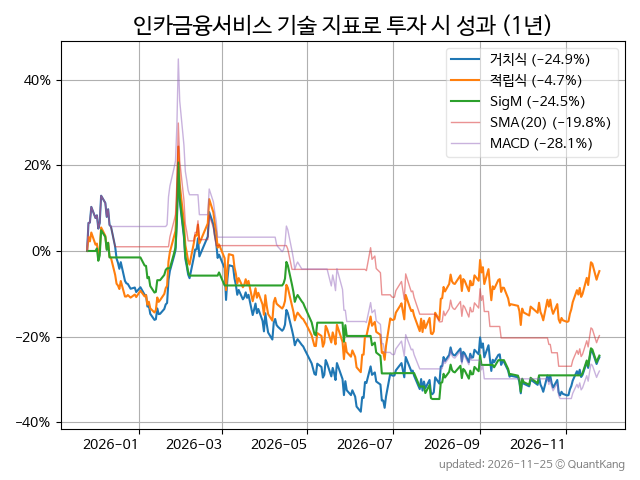 인카금융서비스 기술 지표로 투자 시 성과 (1년)
거치식 (−24.9%)
적립식 (−4.7%)
SigM (−24.5%)
SMA(20) (−19.8%)
MACD (−28.1%)
40%
20%
0%
−20%
−40%
2026-01 2026-03 2026-05 2026-07 2026-09 2026-11
updated: 2026-11-25 © QuantKang